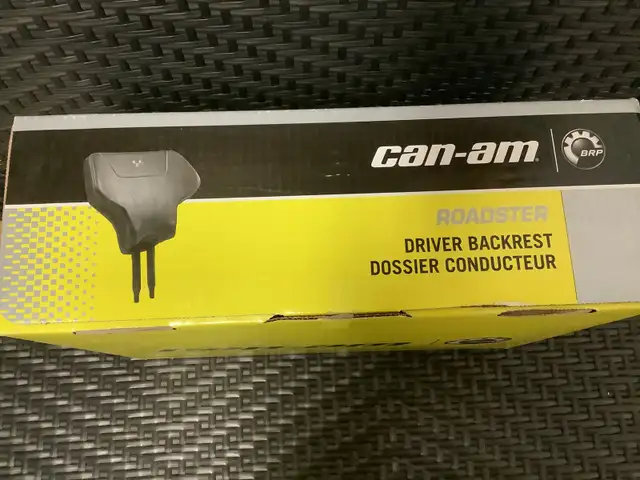 can-am
BRP
ROADSTER
DRIVER BACKREST
DOSSIER CONDUCTEUR